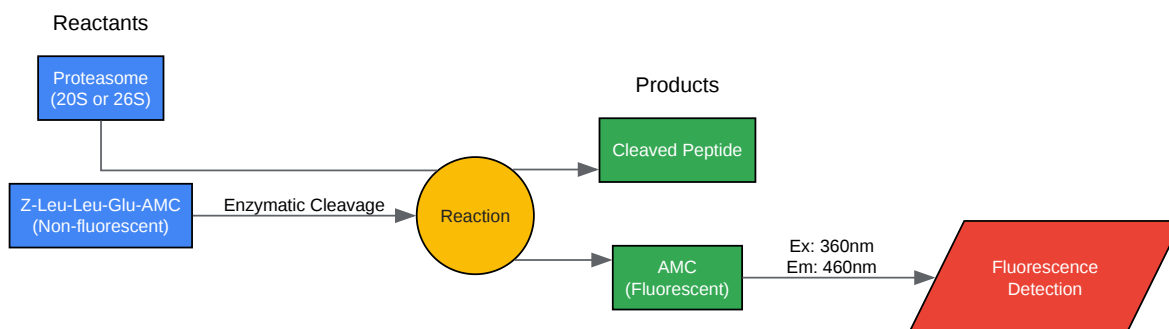 Reactants
Proteasome
(20S or 26S)
Products
Cleaved Peptide
Z-Leu-Leu-Glu-AMC
(Non-fluorescent)
Enzymatic Cleavage
Reaction
AMC
(Fluorescent)
Ex: 360nm
Em: 460nm
Fluorescence
Detection